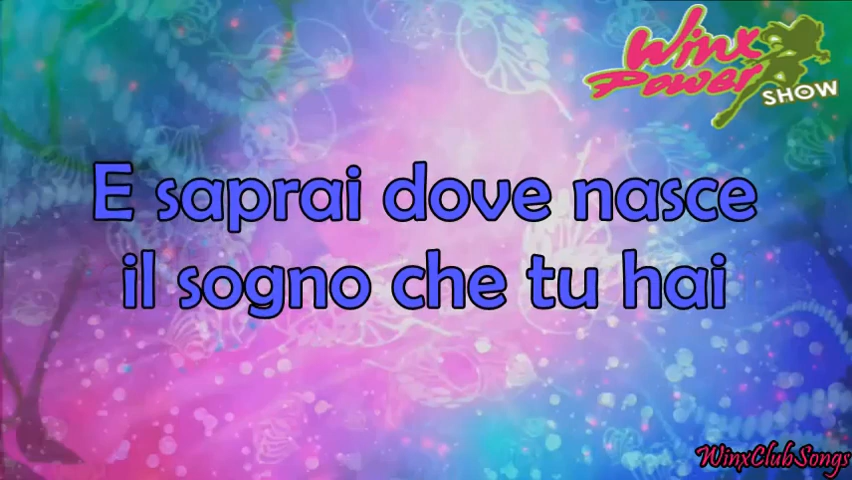 Winx
Power
SHOW
E saprai dove nasce
il sogno che tu hai
WinxClubSongs